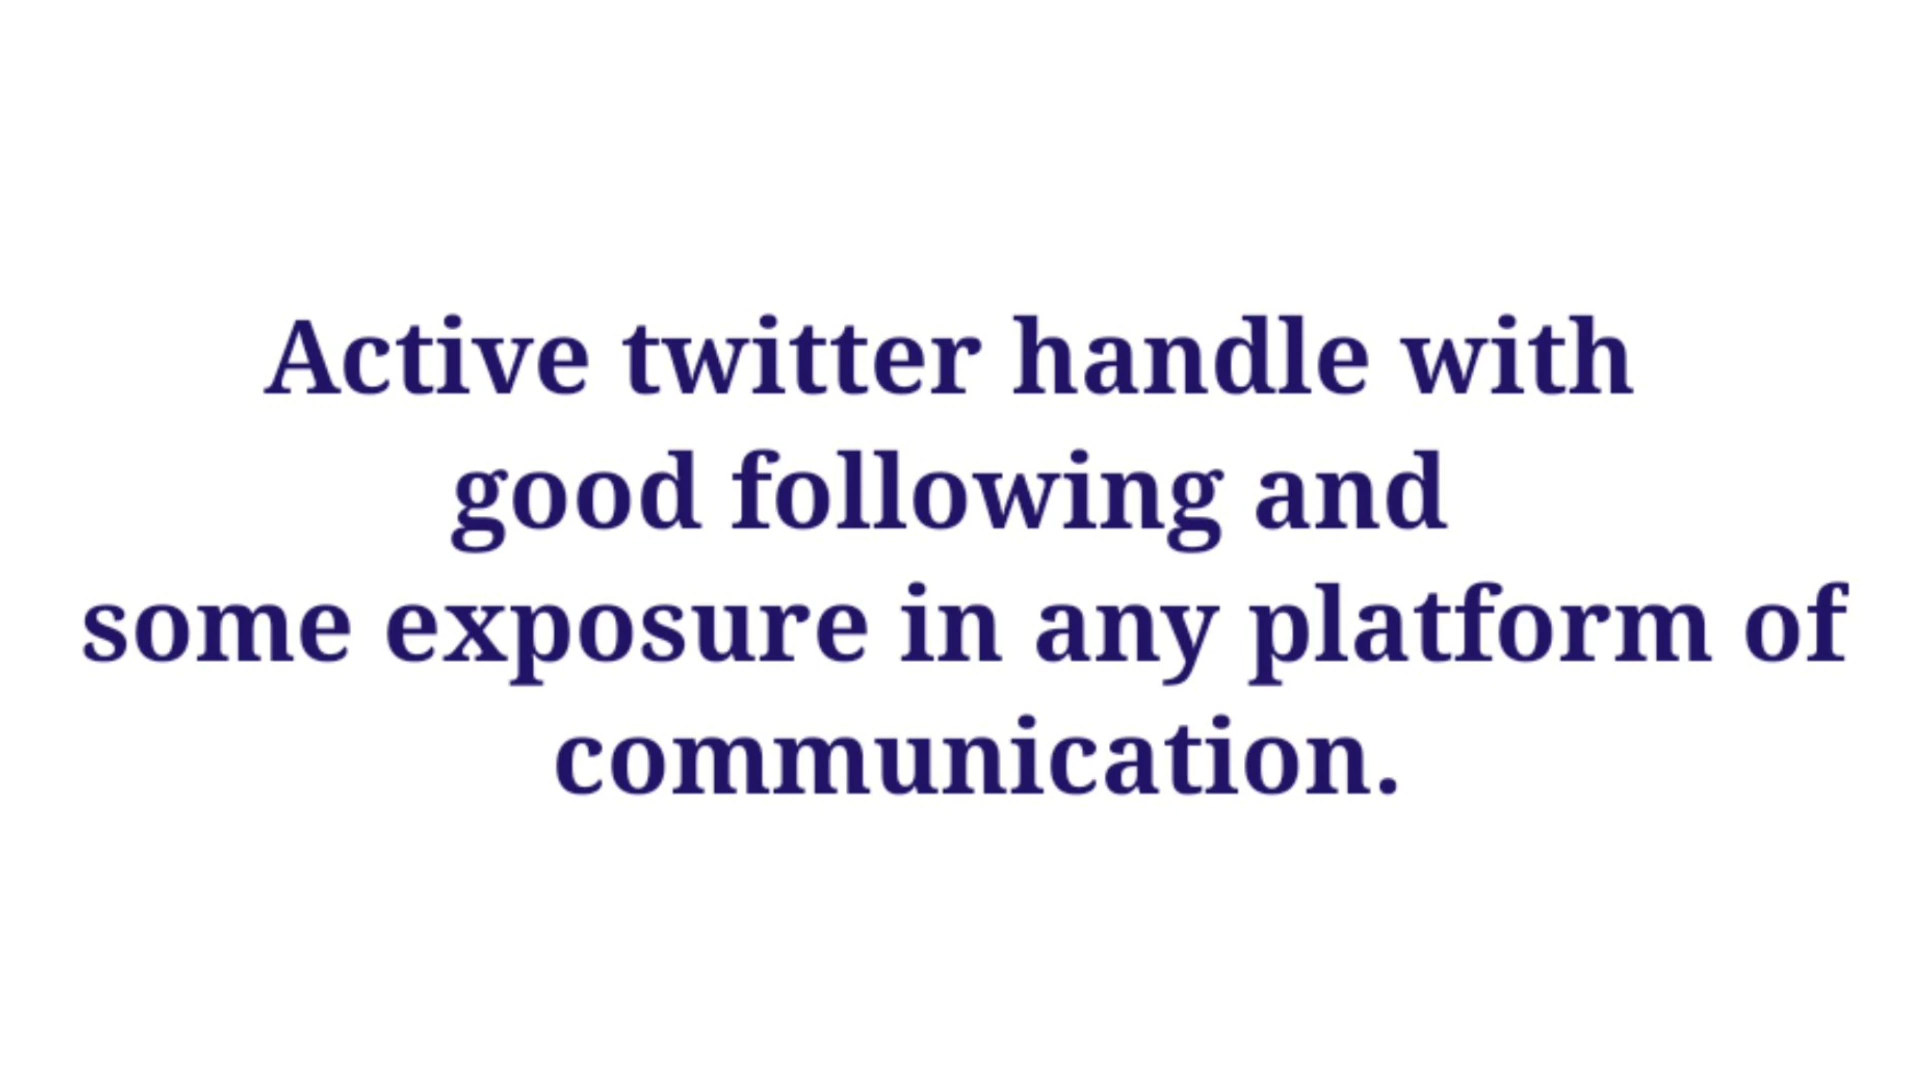 Active twitter handle with
good following and
some exposure in any platform of
communication.